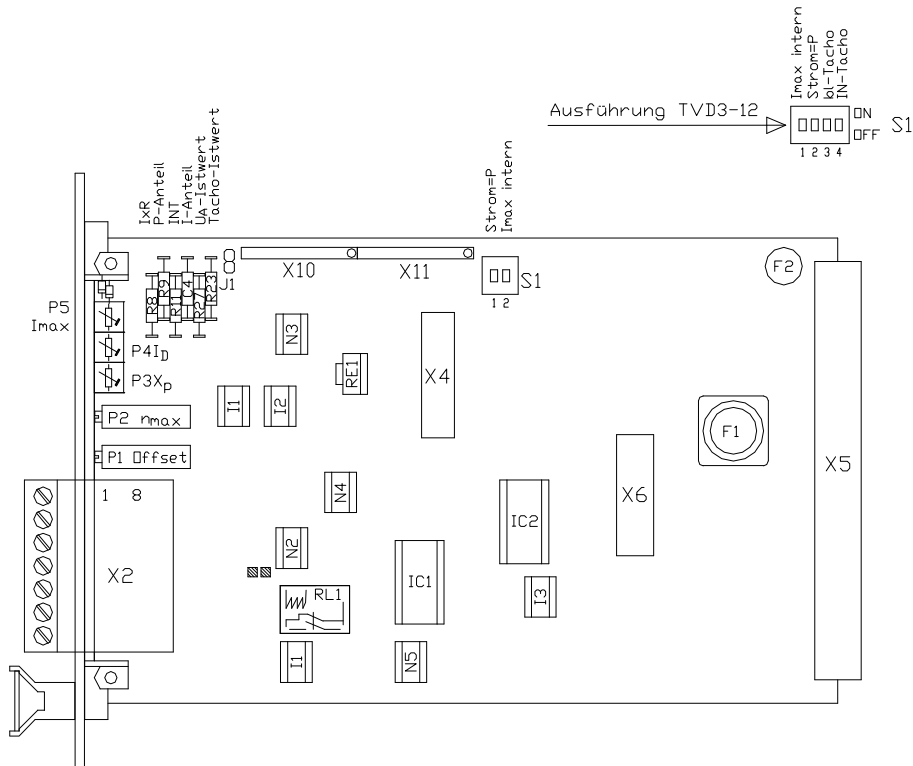 Imax intern
Strom=P
bl-Tacho
IN-Tacho
Ausführung TVD3-12
ON
OFF
S1
1 2 3 4
IxR
P-Anteil
INT
I-Anteil
UA-Istwert
Tacho-Istwert
Strom=P
Imax intern
X10
X11
S1
1 2
F2
J1
R8
R9
R11
C4
R27
R23
P5
Imax
P4ID
P3Xp
P2 nmax
P1 Offset
N3
RE1
X4
I1
I2
F1
X5
X6
N4
IC2
1 8
X2
N2
IC1
I3
RL1
I1
N5